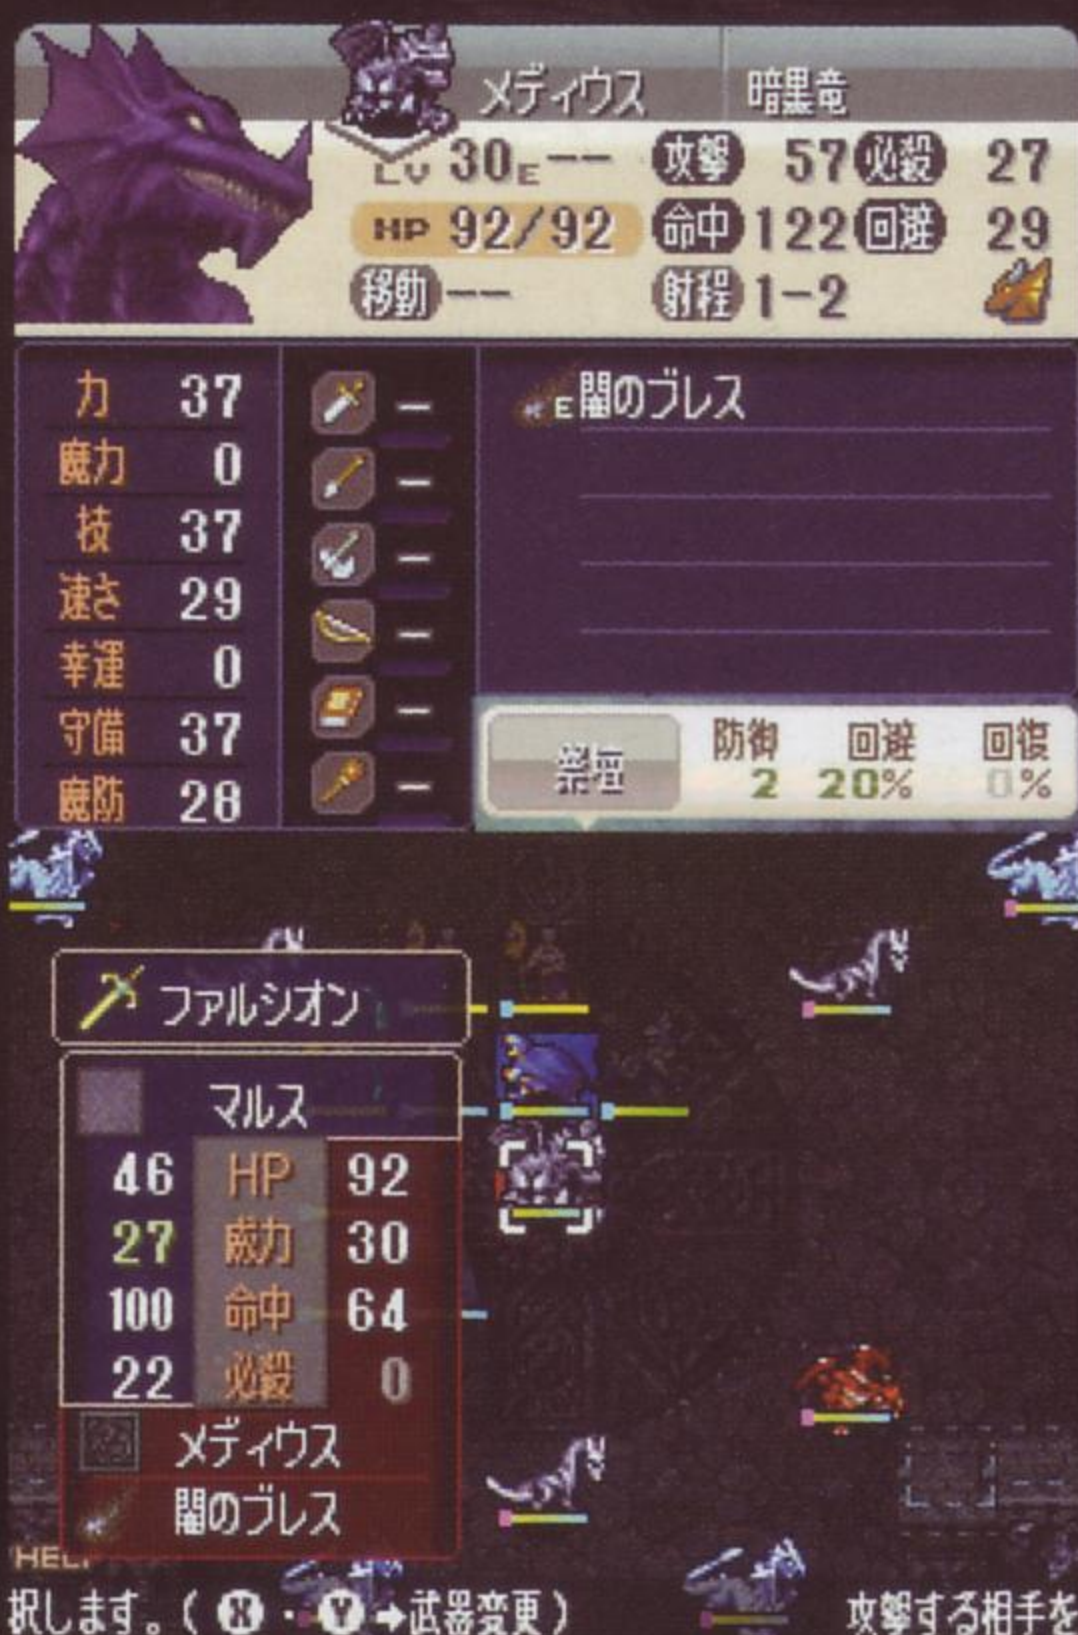 メディウス 暗黒竜
LV 30 E -- 攻撃 57 必殺 27
HP 92/92 命中 122 回避 29
移動 -- 射程 1-2
力 37
魔力 0
技 37
速さ 29
幸運 0
守備 37
魔防 28
—
—
—
—
—
—
E 闇のブレス
祭壇 防御 回避 回復
2 20% 0%
ファルシオン
マルス
46 HP 92
27 威力 30
100 命中 64
22 必殺 0
メディウス
闇のブレス
HELP
択します。( X ・ Y →武器変更 ) 攻撃する相手を